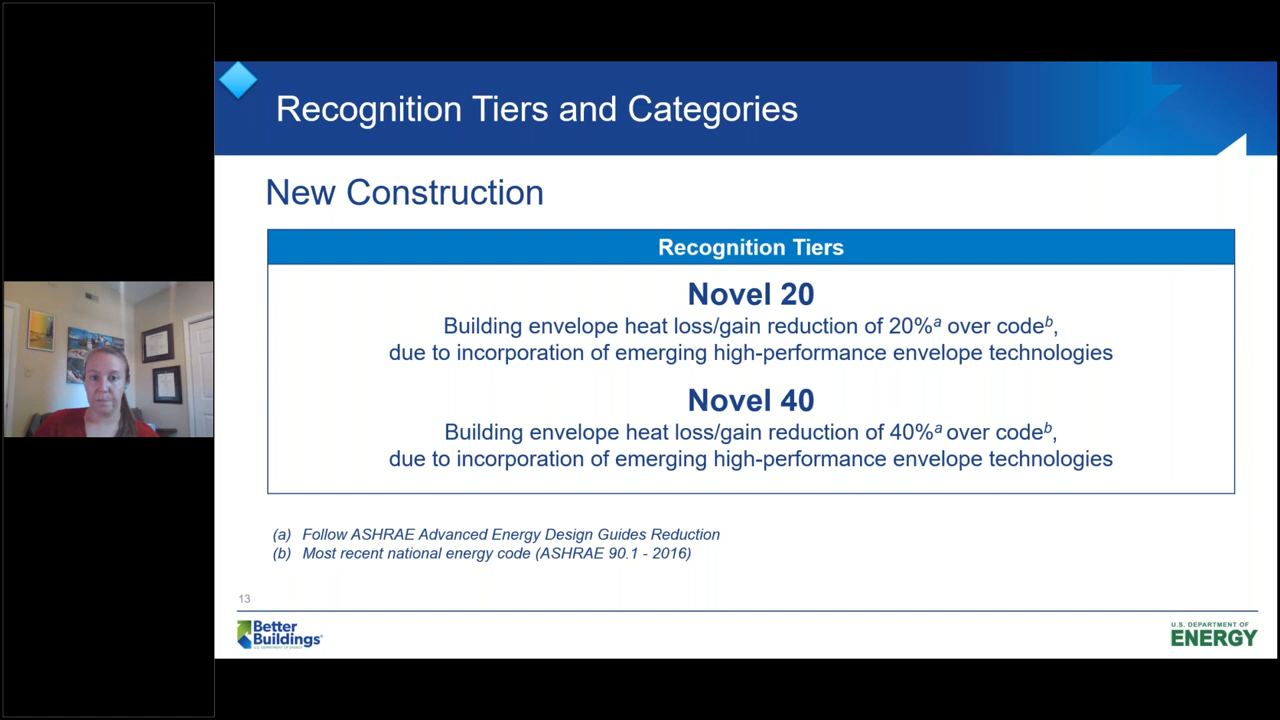 Recognition Tiers and Categories
New Construction
Recognition Tiers
Novel 20
Building envelope heat loss/gain reduction of 20%ᵃ over codeᵇ,
due to incorporation of emerging high-performance envelope technologies
Novel 40
Building envelope heat loss/gain reduction of 40%ᵃ over codeᵇ,
due to incorporation of emerging high-performance envelope technologies
(a) Follow ASHRAE Advanced Energy Design Guides Reduction
(b) Most recent national energy code (ASHRAE 90.1 - 2016)
13
Better
Buildings®
U.S. DEPARTMENT OF ENERGY
U.S. DEPARTMENT OF
ENERGY